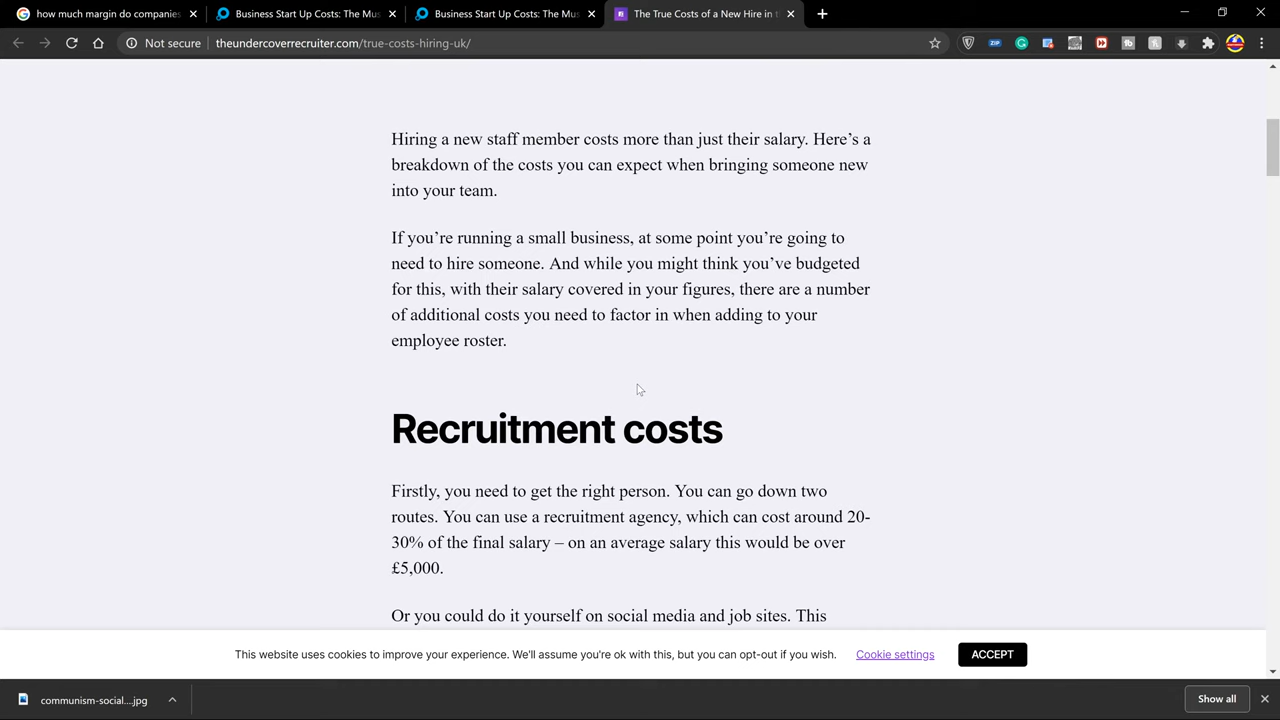 how much margin do companies
Business Start Up Costs: The Mus
Business Start Up Costs: The Mus
The True Costs of a New Hire in t
Not secure
theundercoverrecruiter.com/true-costs-hiring-uk/
ZIP
Hiring a new staff member costs more than just their salary. Here’s a
breakdown of the costs you can expect when bringing someone new
into your team.
If you’re running a small business, at some point you’re going to
need to hire someone. And while you might think you’ve budgeted
for this, with their salary covered in your figures, there are a number
of additional costs you need to factor in when adding to your
employee roster.
Recruitment costs
Firstly, you need to get the right person. You can go down two
routes. You can use a recruitment agency, which can cost around 20-
30% of the final salary – on an average salary this would be over
£5,000.
Or you could do it yourself on social media and job sites. This
This website uses cookies to improve your experience. We'll assume you're ok with this, but you can opt-out if you wish.
Cookie settings
ACCEPT
communism-social....jpg
Show all